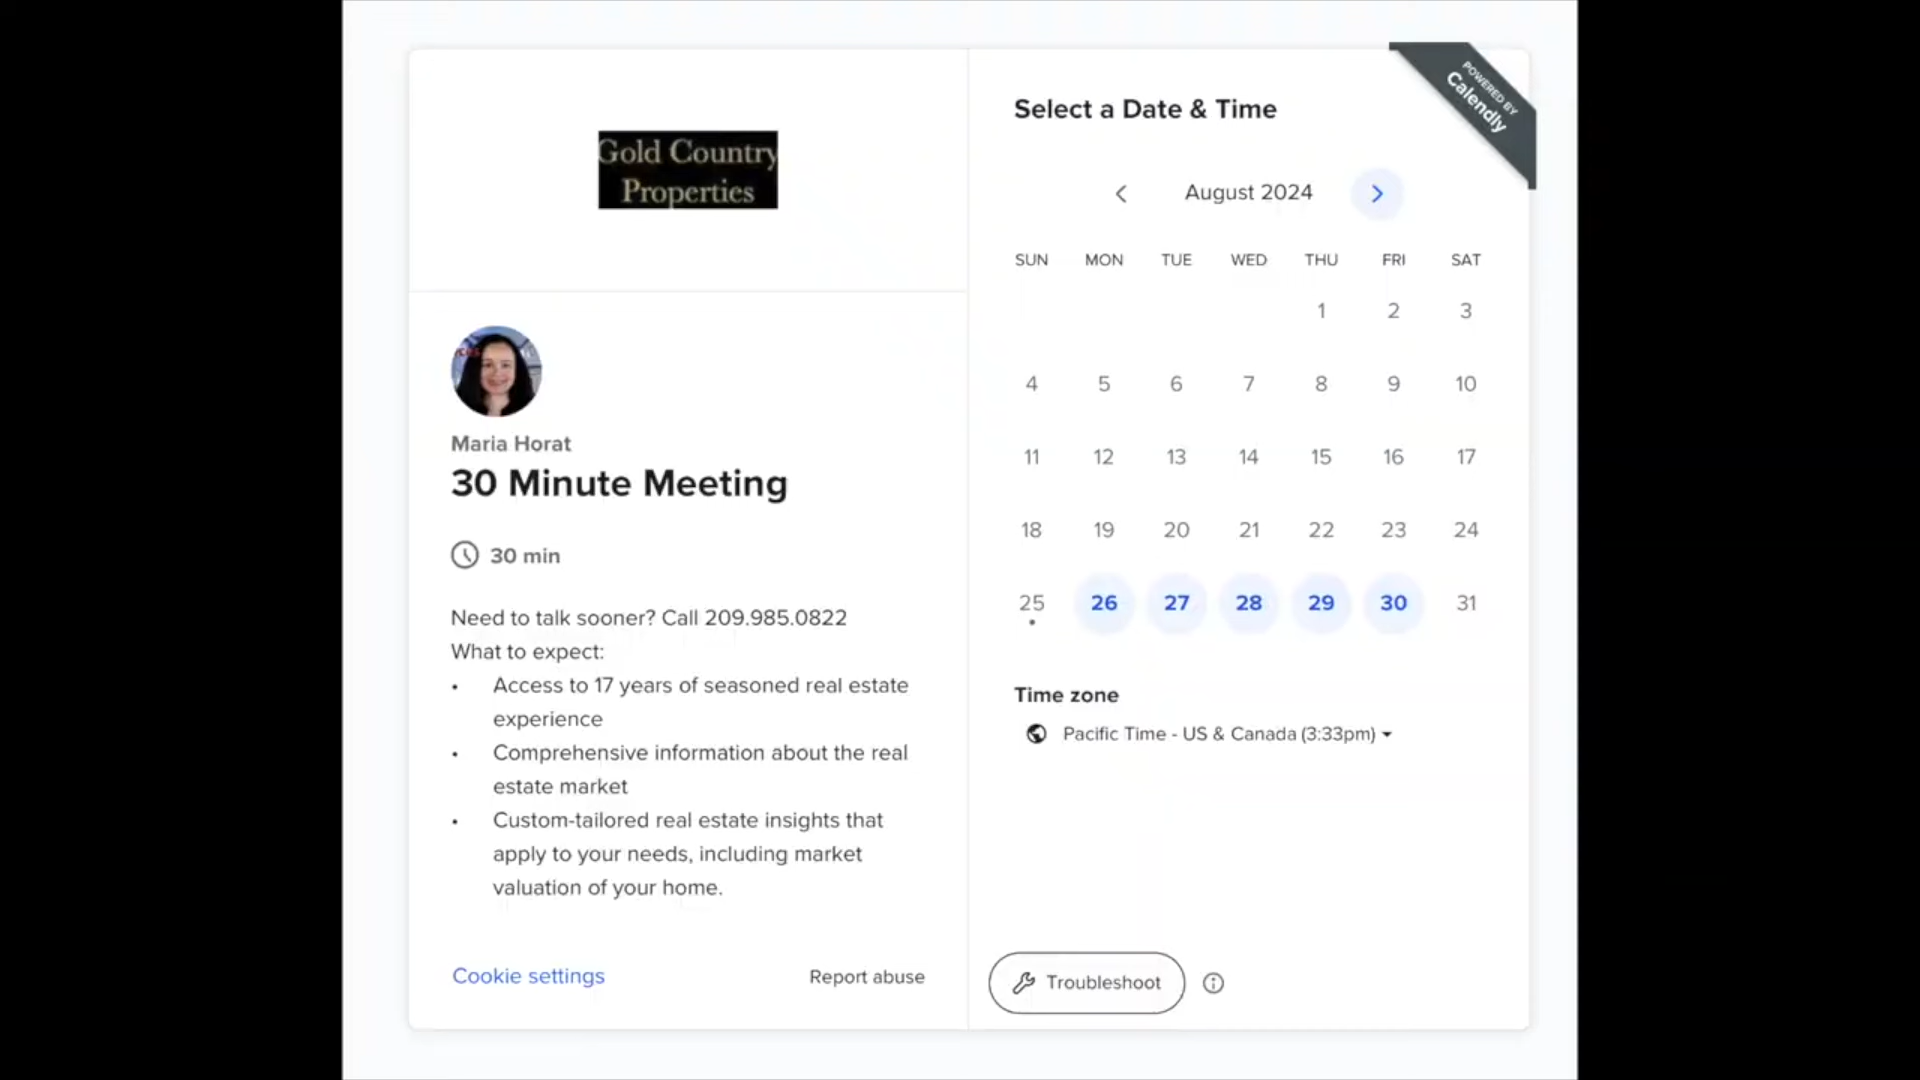 POWERED BY
Calendly
Gold Country
Properties
Maria Horat
30 Minute Meeting
30 min
Need to talk sooner? Call 209.985.0822
What to expect:
• Access to 17 years of seasoned real estate
experience
• Comprehensive information about the real
estate market
• Custom-tailored real estate insights that
apply to your needs, including market
valuation of your home.
Cookie settings
Report abuse
Select a Date & Time
August 2024
SUN MON TUE WED THU FRI SAT
1 2 3
4 5 6 7 8 9 10
11 12 13 14 15 16 17
18 19 20 21 22 23 24
25 26 27 28 29 30 31
Time zone
Pacific Time - US & Canada (3:33pm)
Troubleshoot